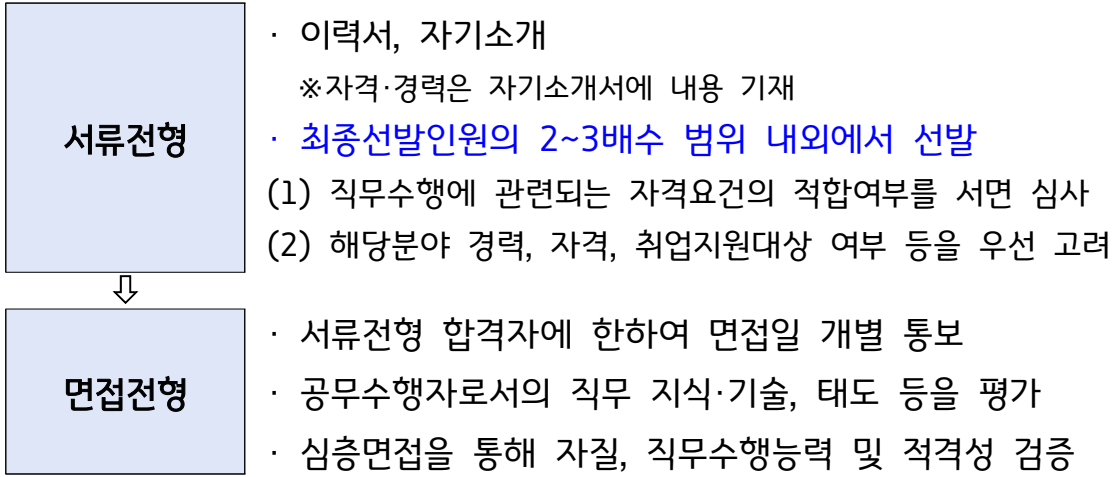 서류전형
· 이력서, 자기소개
※자격·경력은 자기소개서에 내용 기재
· 최종선발인원의 2~3배수 범위 내외에서 선발
(1) 직무수행에 관련되는 자격요건의 적합여부를 서면 심사
(2) 해당분야 경력, 자격, 취업지원대상 여부 등을 우선 고려
⇩
면접전형
· 서류전형 합격자에 한하여 면접일 개별 통보
· 공무수행자로서의 직무 지식·기술, 태도 등을 평가
· 심층면접을 통해 자질, 직무수행능력 및 적격성 검증